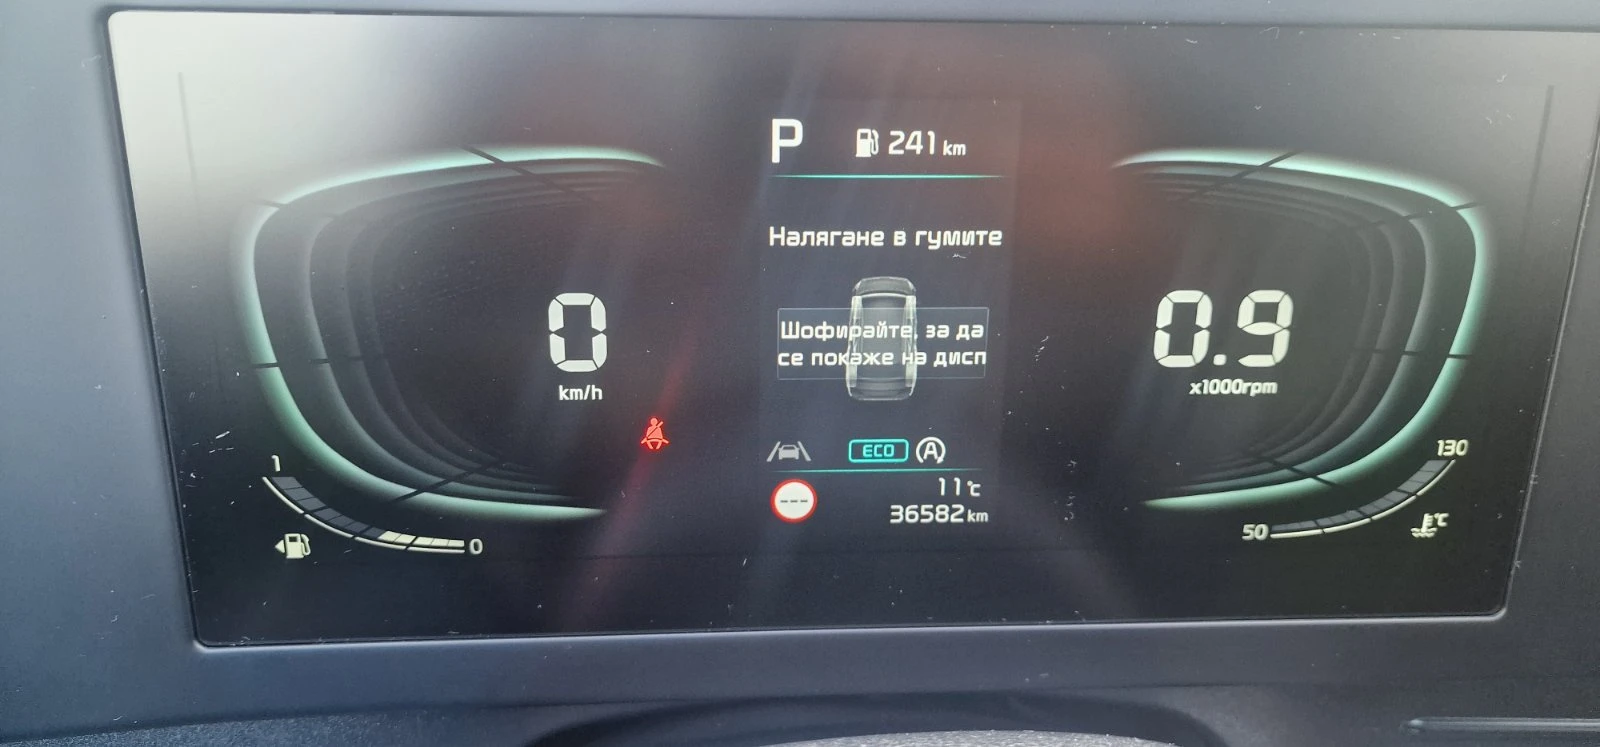 P 241 km
Налягане в гумите
0
km/h
Шофирайте, за да
се покаже на дисп
0.9
x1000rpm
ECO A
---
11°C
36582 km
1
0
130
50
°C